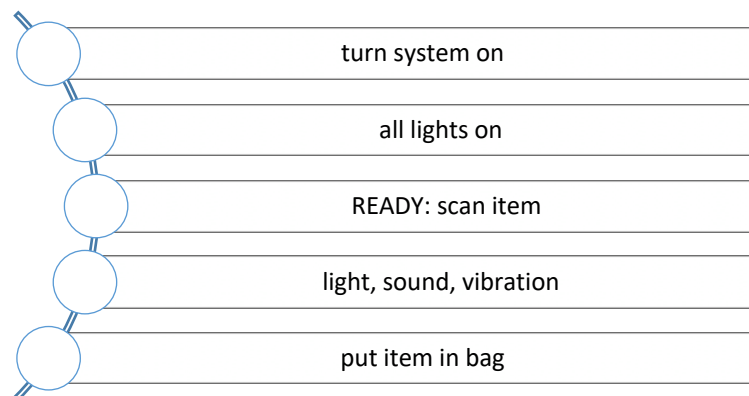 turn system on
all lights on
READY: scan item
light, sound, vibration
put item in bag